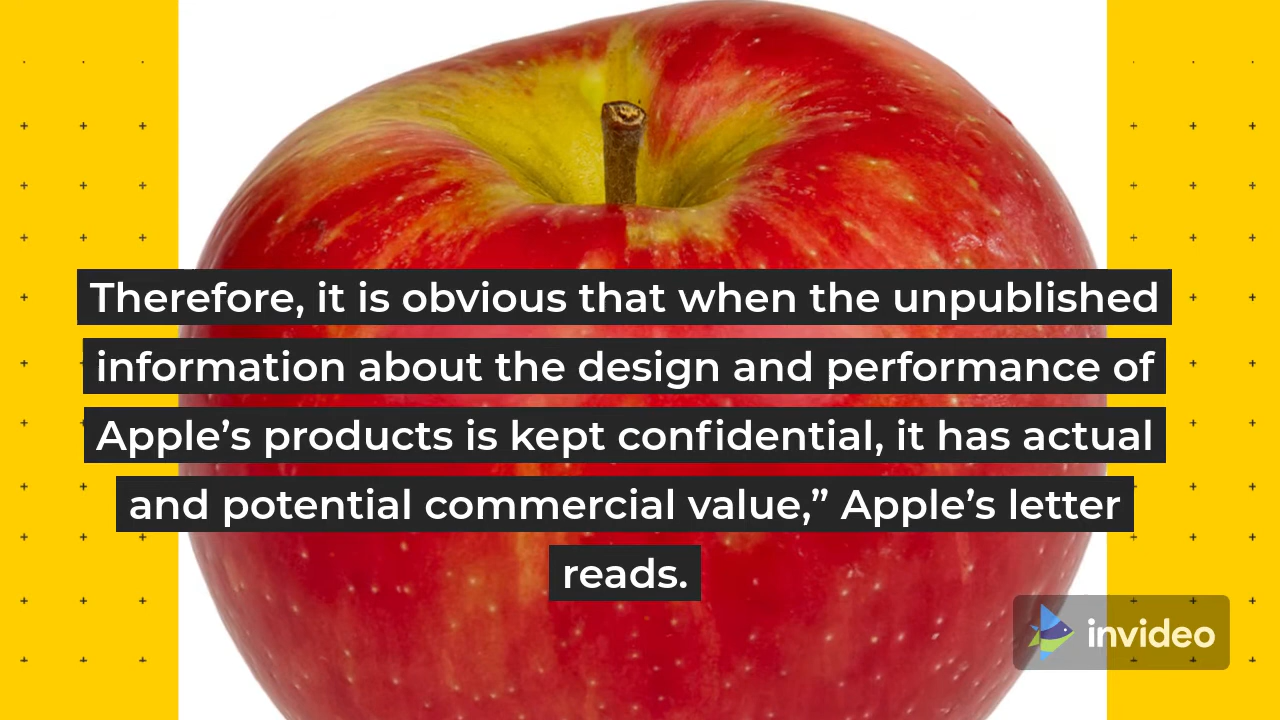 Therefore, it is obvious that when the unpublished
information about the design and performance of
Apple’s products is kept confidential, it has actual
and potential commercial value,” Apple’s letter
reads.
invideo